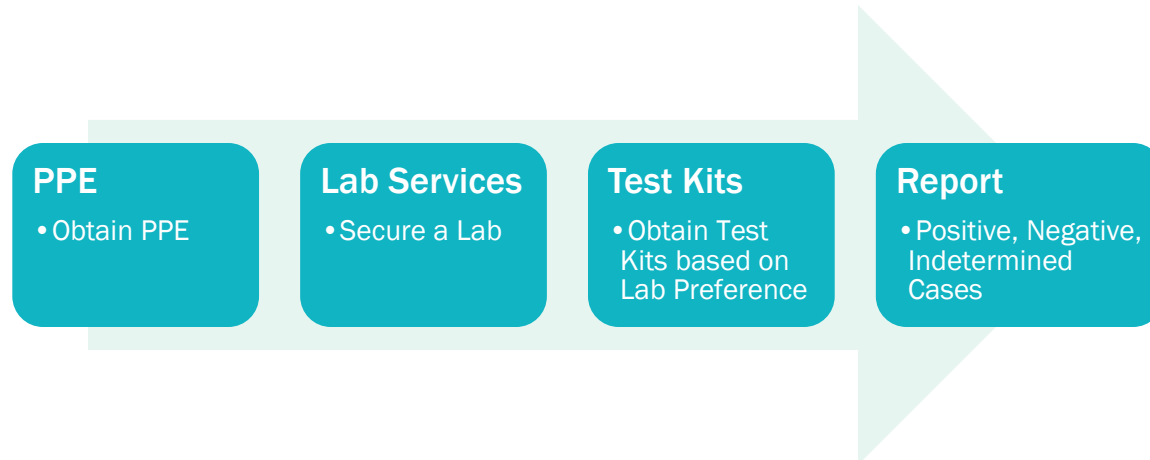 PPE
•Obtain PPE
Lab Services
•Secure a Lab
Test Kits
•Obtain Test
Kits based on
Lab Preference
Report
•Positive, Negative,
Indetermined
Cases